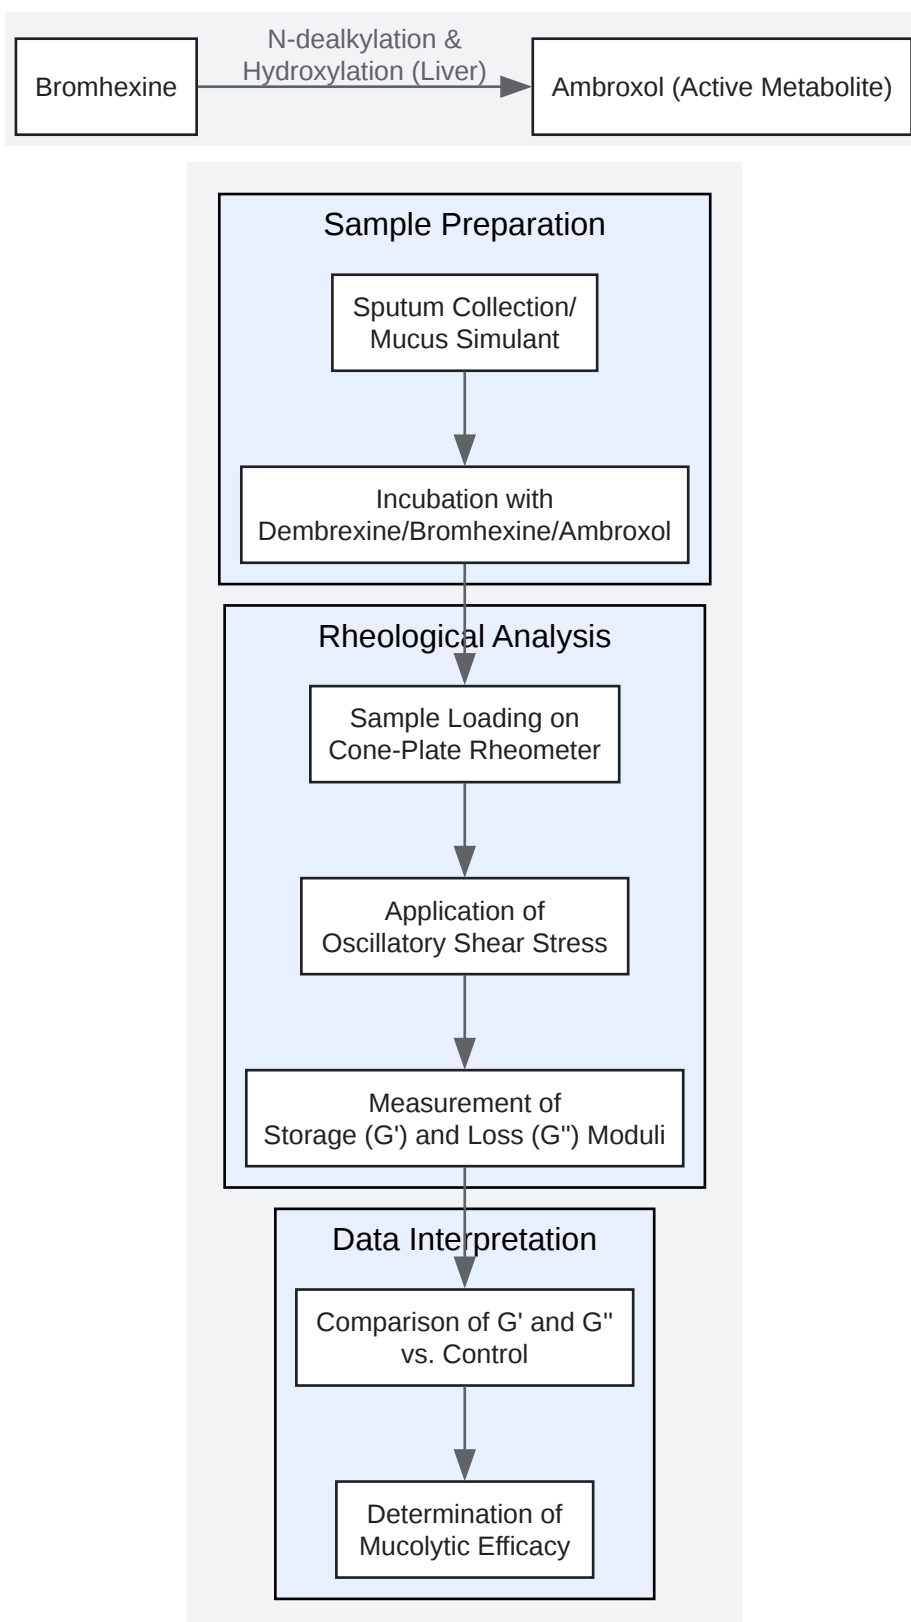 N-dealkylation &
Hydroxylation (Liver)
Bromhexine
Ambroxol (Active Metabolite)
Sample Preparation
Sputum Collection/
Mucus Simulant
Incubation with
Dembrexine/Bromhexine/Ambroxol
Rheological Analysis
Sample Loading on
Cone-Plate Rheometer
Application of
Oscillatory Shear Stress
Measurement of
Storage (G') and Loss (G'') Moduli
Data Interpretation
Comparison of G' and G''
vs. Control
Determination of
Mucolytic Efficacy